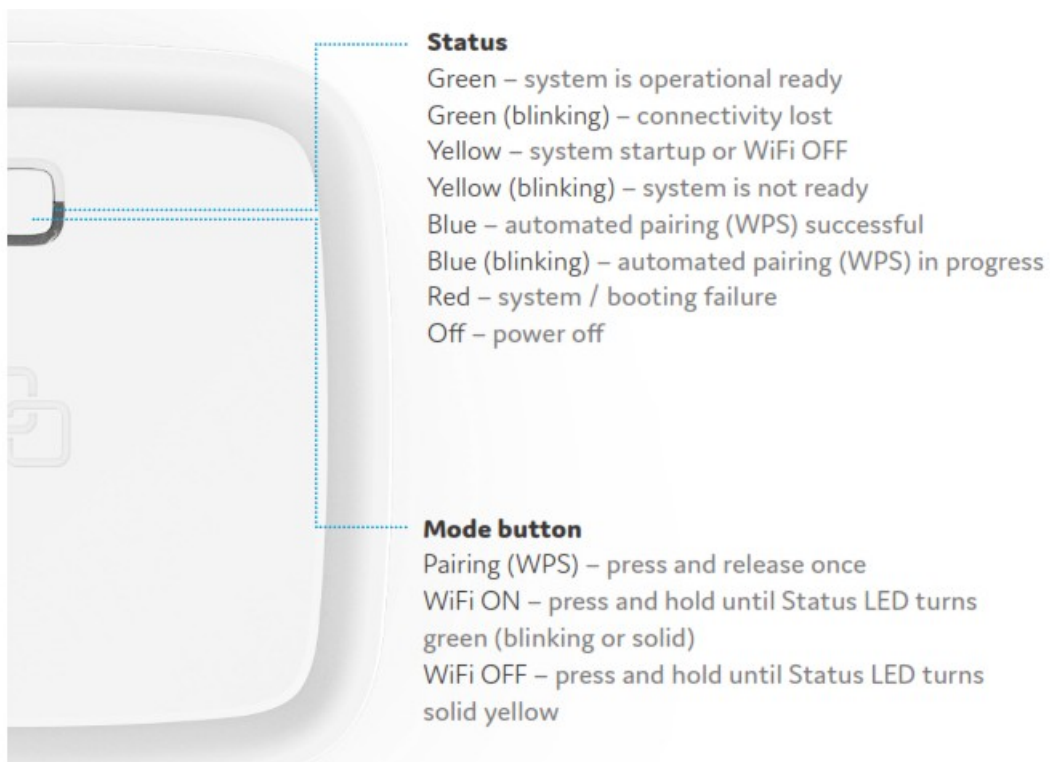 Status
Green – system is operational ready
Green (blinking) – connectivity lost
Yellow – system startup or WiFi OFF
Yellow (blinking) – system is not ready
Blue – automated pairing (WPS) successful
Blue (blinking) – automated pairing (WPS) in progress
Red – system / booting failure
Off – power off
Mode button
Pairing (WPS) – press and release once
WiFi ON – press and hold until Status LED turns
green (blinking or solid)
WiFi OFF – press and hold until Status LED turns
solid yellow